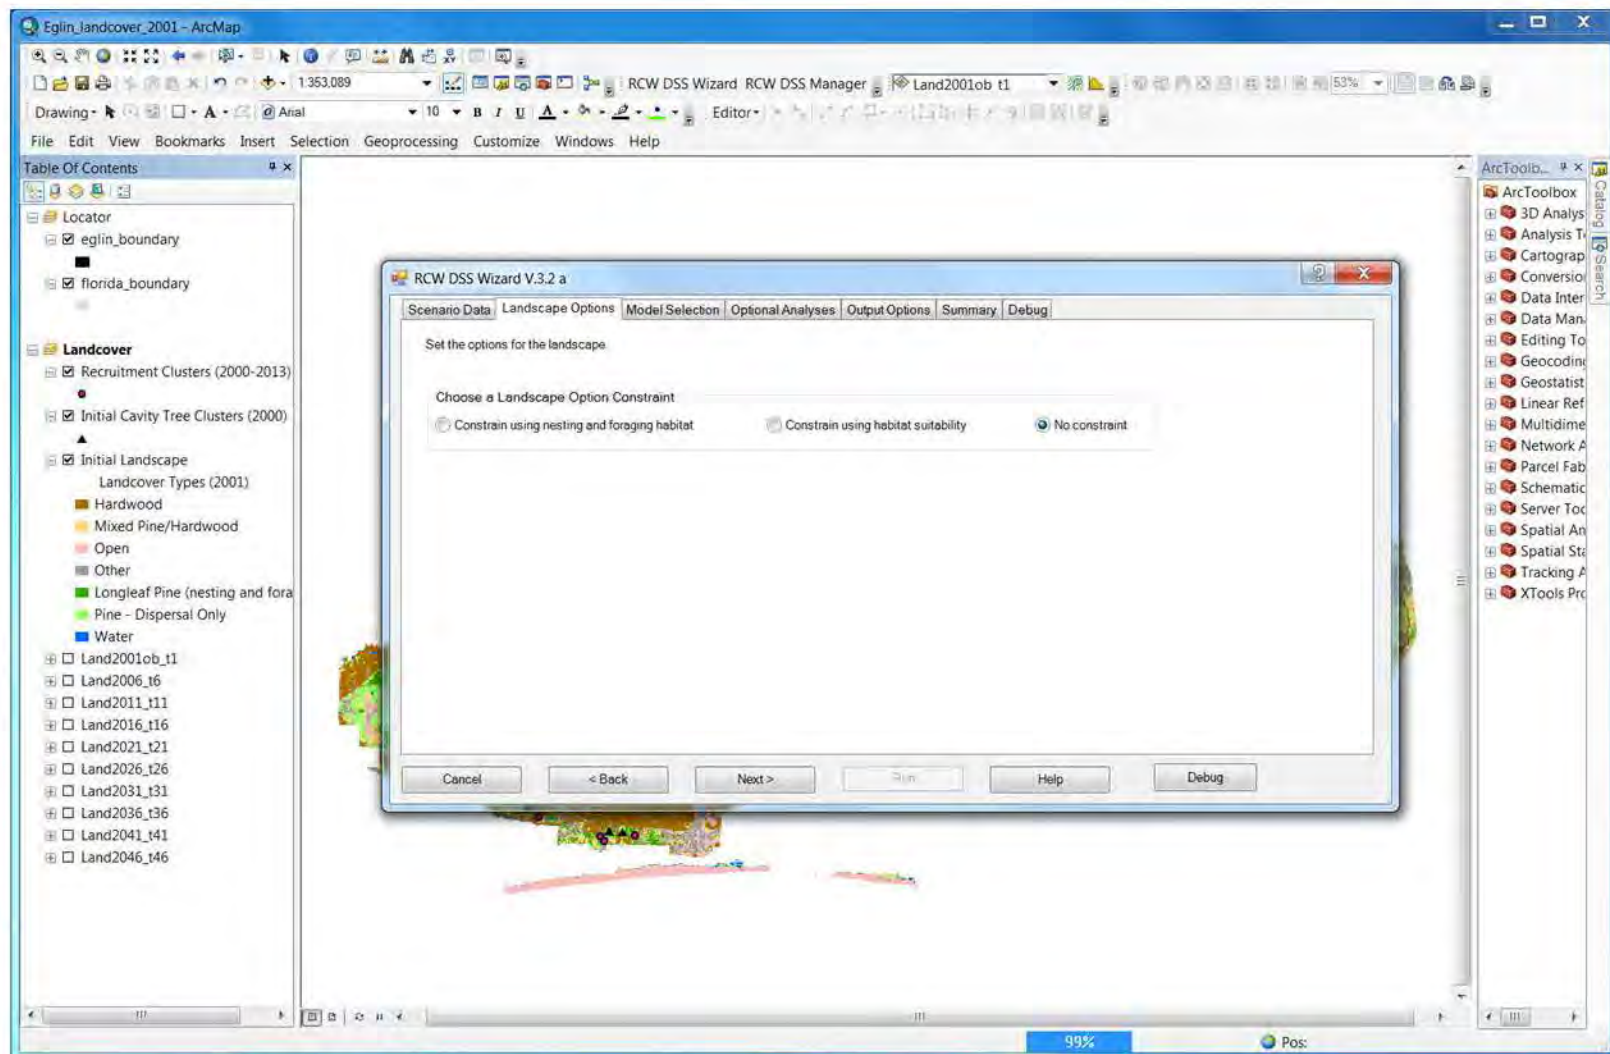 Eglin_landcover_2001 - ArcMap
1:353,089
RCW DSS Wizard RCW DSS Manager
Land2001ob t1
53%
Drawing
Arial
10
B I U A
Editor
File Edit View Bookmarks Insert Selection Geoprocessing Customize Windows Help
Table Of Contents
Locator
eglin_boundary
florida_boundary
Landcover
Recruitment Clusters (2000-2013)
Initial Cavity Tree Clusters (2000)
Initial Landscape
Landcover Types (2001)
Hardwood
Mixed Pine/Hardwood
Open
Other
Longleaf Pine (nesting and fora
Pine - Dispersal Only
Water
Land2001ob_t1
Land2006_t6
Land2011_t11
Land2016_t16
Land2021_t21
Land2026_t26
Land2031_t31
Land2036_t36
Land2041_t41
Land2046_t46
RCW DSS Wizard V.3.2 a
Scenario Data Landscape Options Model Selection Optional Analyses Output Options Summary Debug
Set the options for the landscape
Choose a Landscape Option Constraint
Constrain using nesting and foraging habitat Constrain using habitat suitability No constraint
Cancel < Back Next > Run Help Debug
ArcToolb...
ArcToolbox
3D Analys
Analysis T
Cartograp
Conversio
Data Inter
Data Man
Editing To
Geocoding
Geostatist
Linear Ref
Multidime
Network A
Parcel Fab
Schematic
Server Too
Spatial An
Spatial Sta
Tracking A
XTools Pro
Catalog
Search
99%
Pos: